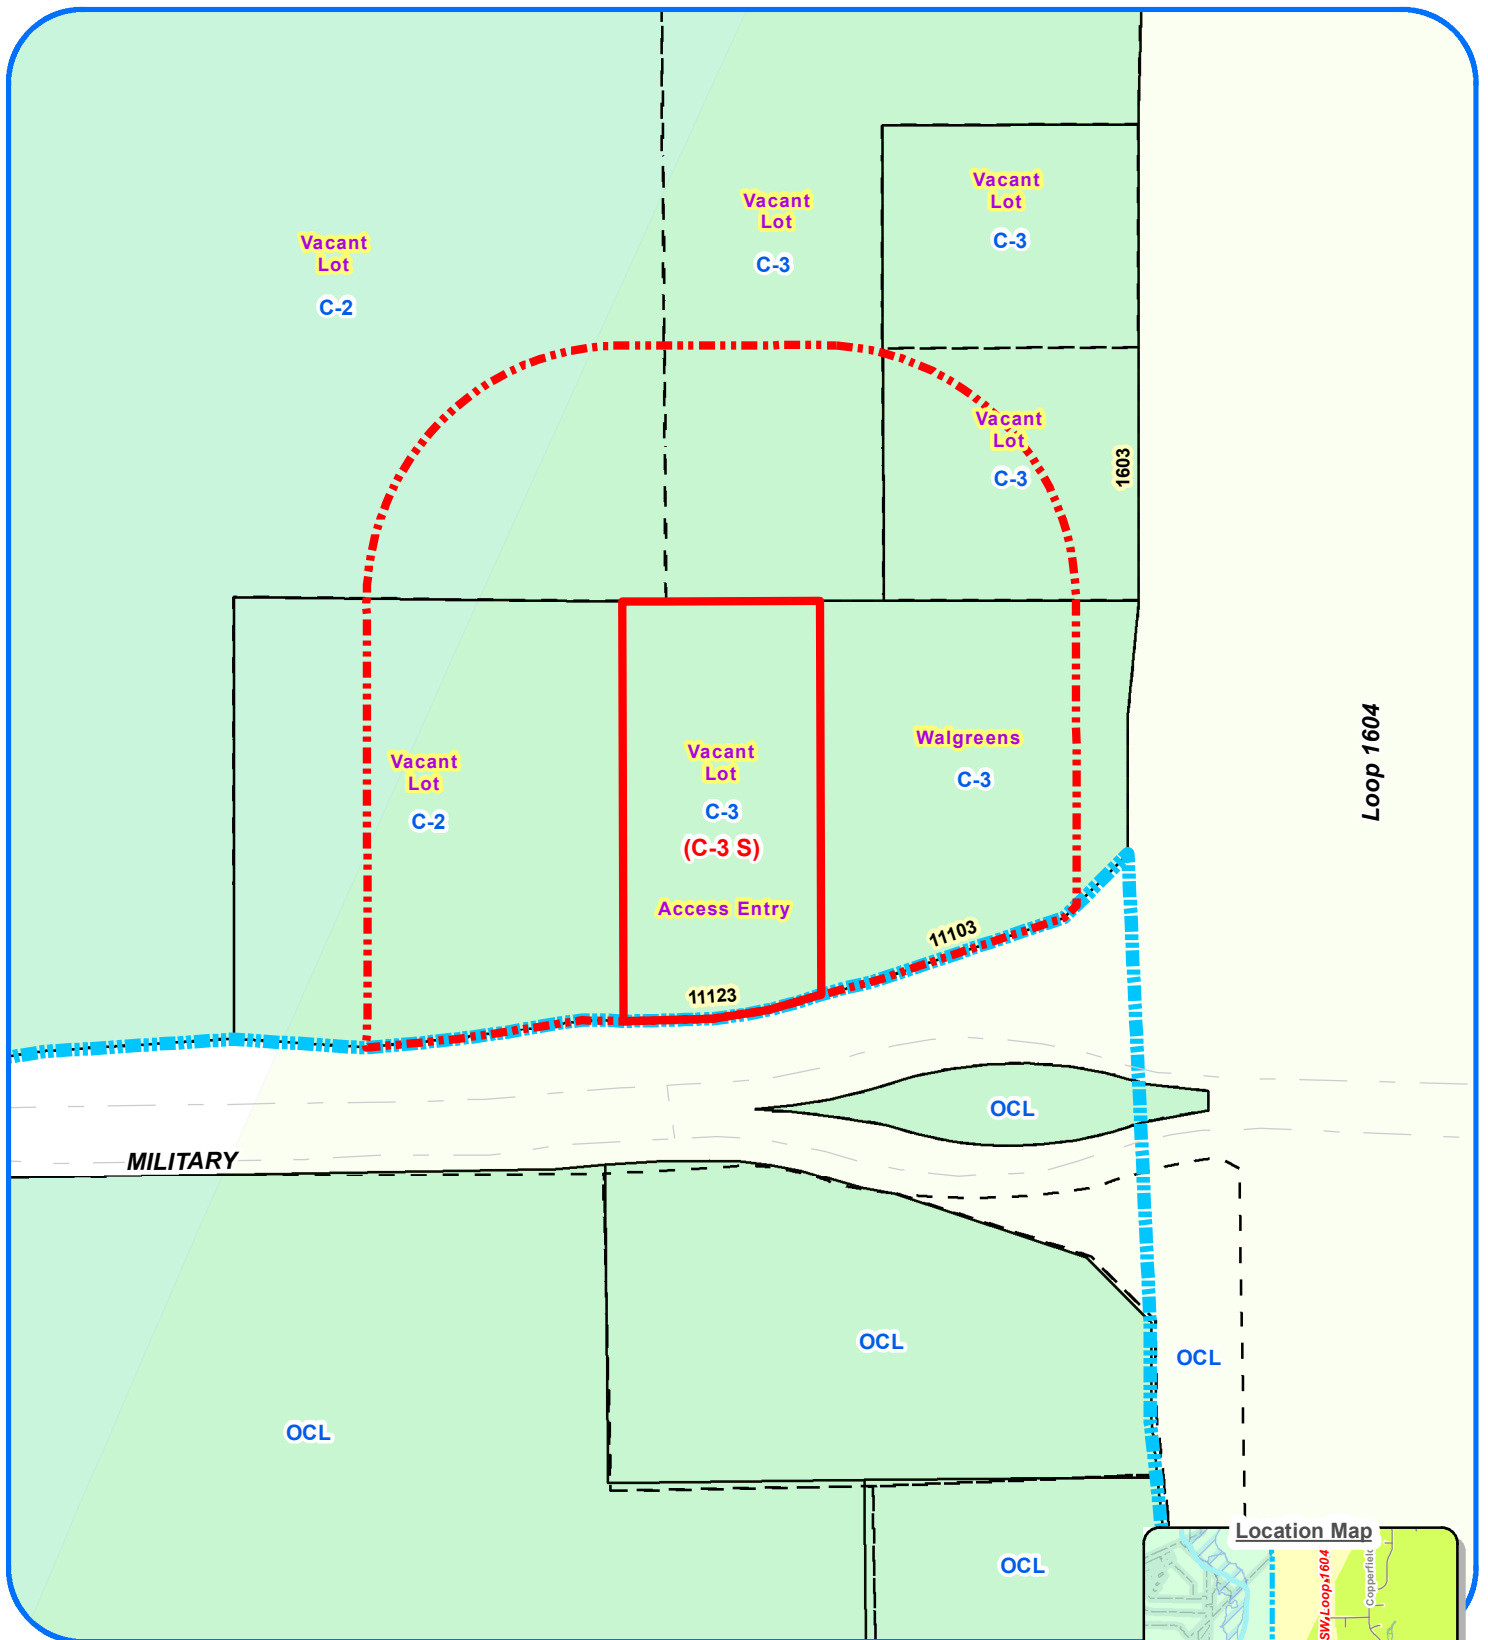 Vacant
Lot
C-3
Vacant
Lot
C-3
Vacant
Lot
C-2
Vacant
Lot
C-3
1603
Loop 1604
Walgreens
C-3
Vacant
Lot
C-3
(C-3 S)
Access Entry
Vacant
Lot
C-2
11103
11123
OCL
MILITARY
OCL
OCL
OCL
OCL
Location Map
SW Loop 1604
Copperfield